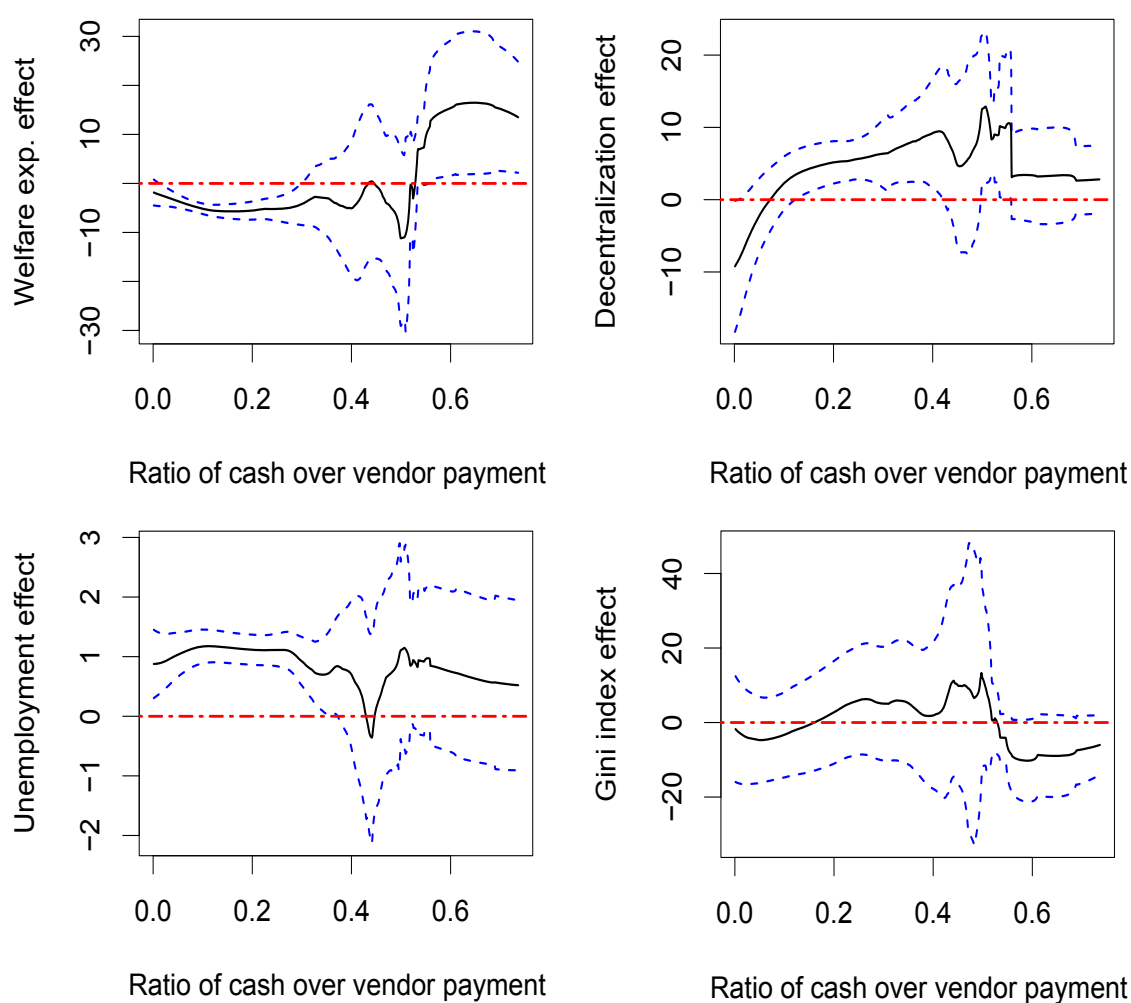 Welfare exp. effect
30
10
−10
−30
0.0 0.2 0.4 0.6
Ratio of cash over vendor payment
Decentralization effect
20
10
0
−10
0.0 0.2 0.4 0.6
Ratio of cash over vendor payment
Unemployment effect
3
2
1
0
−1
−2
0.0 0.2 0.4 0.6
Ratio of cash over vendor payment
Gini index effect
40
20
0
−20
0.0 0.2 0.4 0.6
Ratio of cash over vendor payment